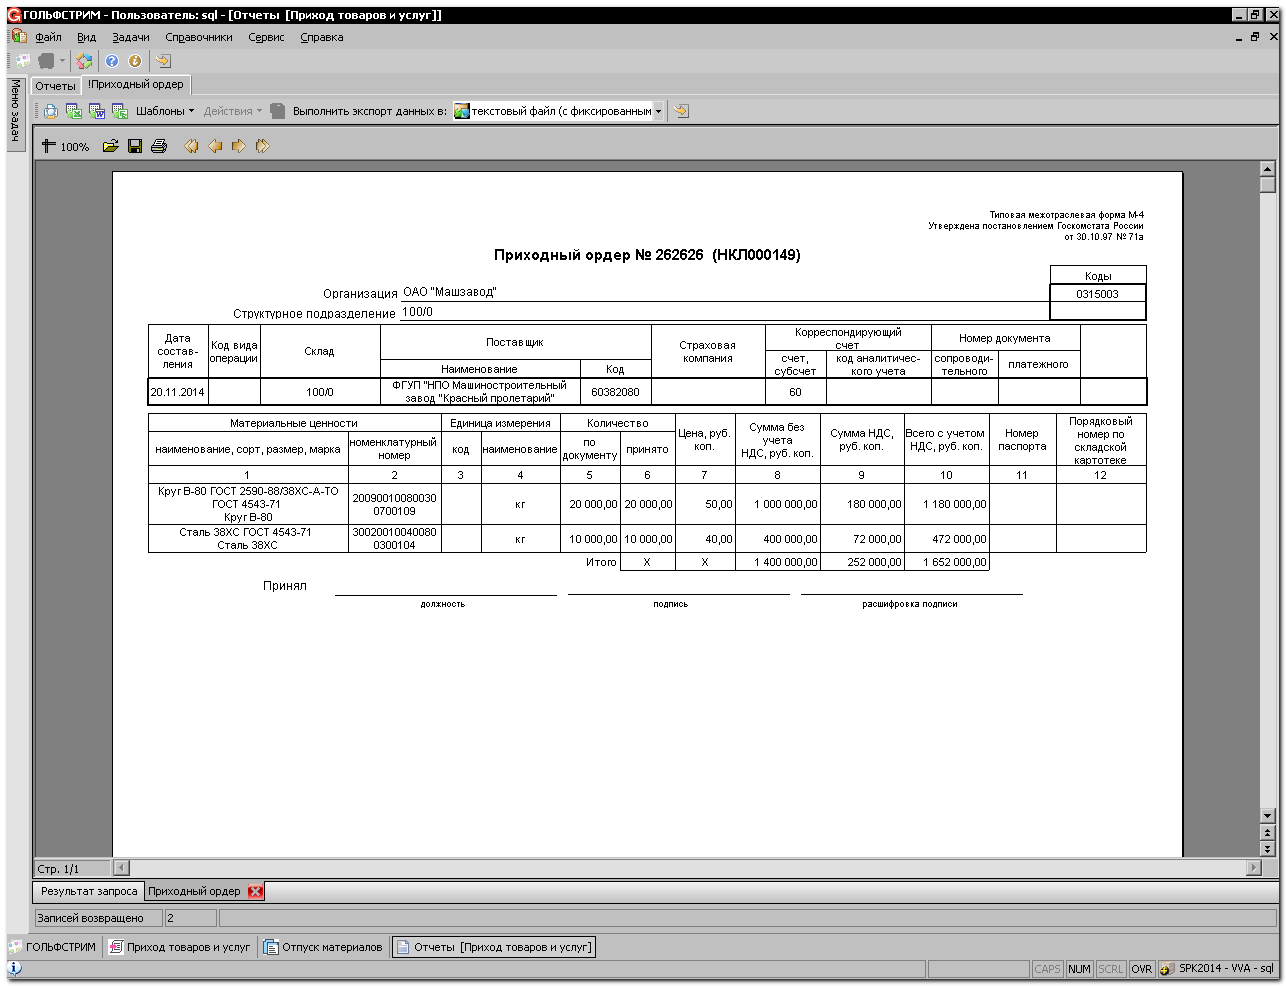 ГОЛЬФСТРИМ - Пользователь: sql - [Отчеты [Приход товаров и услуг]]
Файл Вид Задачи Справочники Сервис Справка
Меню задач
Отчеты !Приходный ордер
Шаблоны Действия Выполнить экспорт данных в: текстовый файл (с фиксированным
100%
Типовая межотраслевая форма М-4
Утверждена постановлением Госкомстата России
от 30.10.97 № 71а
Приходный ордер № 262626 (НКЛ000149)
Коды
Организация ОАО "Машзавод" 0315003
Структурное подразделение 100/0
Дата состав-ления Код вида операции Склад Поставщик Страховая компания Корреспондирующий счет Номер документа
Наименование Код счет, субсчет код аналитичес-кого учета сопроводи-тельного платежного
20.11.2014 100/0 ФГУП "НПО Машиностроительный завод "Красный пролетарий" 60382080 60
Материальные ценности Единица измерения Количество Цена, руб. коп. Сумма без учета НДС, руб. коп. Сумма НДС, руб. коп. Всего с учетом НДС, руб. коп. Номер паспорта Порядковый номер по складской картотеке
наименование, сорт, размер, марка номенклатурный номер код наименование по документу принято
1 2 3 4 5 6 7 8 9 10 11 12
Круг В-80 ГОСТ 2590-88/38ХС-А-ТО ГОСТ 4543-71 Круг В-80 20090010080030 0700109 кг 20 000,00 20 000,00 50,00 1 000 000,00 180 000,00 1 180 000,00
Сталь 38ХС ГОСТ 4543-71 Сталь 38ХС 30020010040080 0300104 кг 10 000,00 10 000,00 40,00 400 000,00 72 000,00 472 000,00
Итого X X 1 400 000,00 252 000,00 1 652 000,00
Принял
должность подпись расшифровка подписи
Стр. 1/1
Результат запроса Приходный ордер
Записей возвращено 2
ГОЛЬФСТРИМ Приход товаров и услуг Отпуск материалов Отчеты [Приход товаров и услуг]
CAPS NUM SCRL OVR SPK2014 - VVA - sql